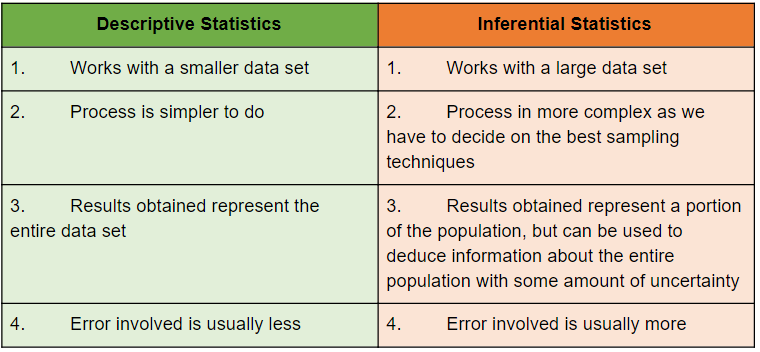 Descriptive Statistics
Inferential Statistics
1. Works with a smaller data set
1. Works with a large data set
2. Process is simpler to do
2. Process in more complex as we
have to decide on the best sampling
techniques
3. Results obtained represent the
entire data set
3. Results obtained represent a portion
of the population, but can be used to
deduce information about the entire
population with some amount of uncertainty
4. Error involved is usually less
4. Error involved is usually more